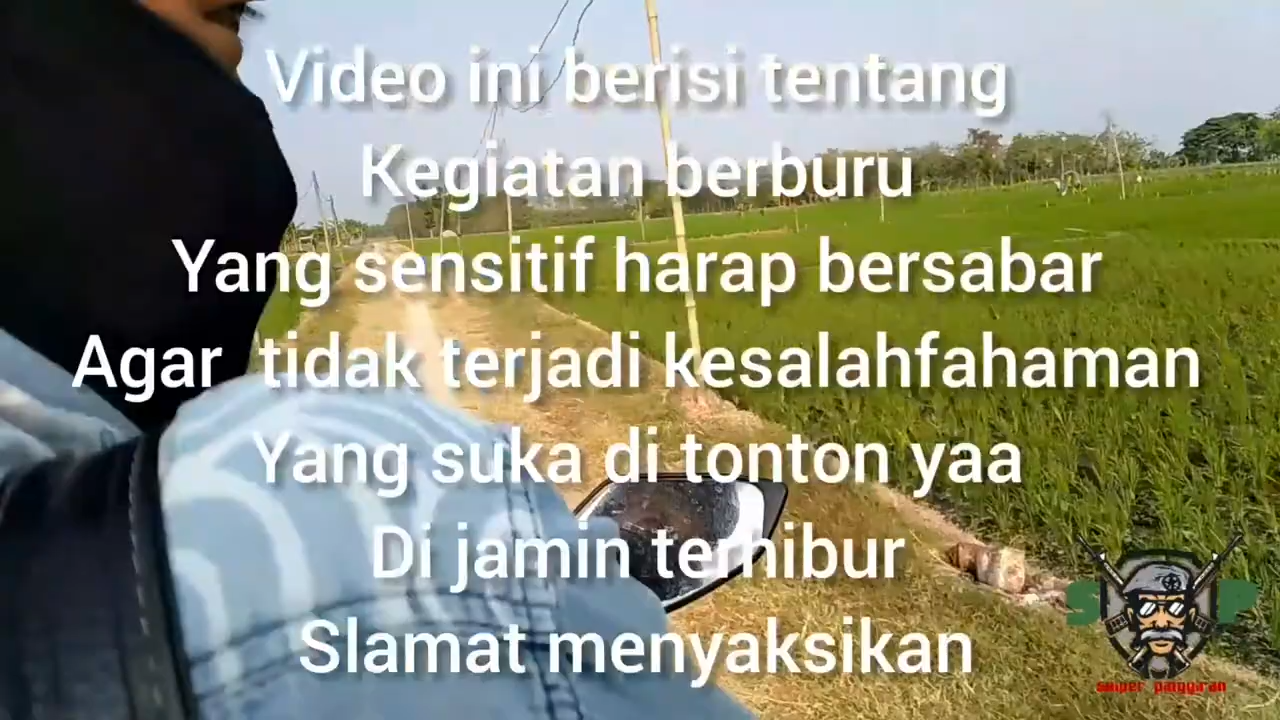 Video ini berisi tentang
Kegiatan berburu
Yang sensitif harap bersabar
Agar tidak terjadi kesalahfahaman
Yang suka di tonton yaa
Di jamin terhibur
Slamat menyaksikan
S P
sniper panggaran